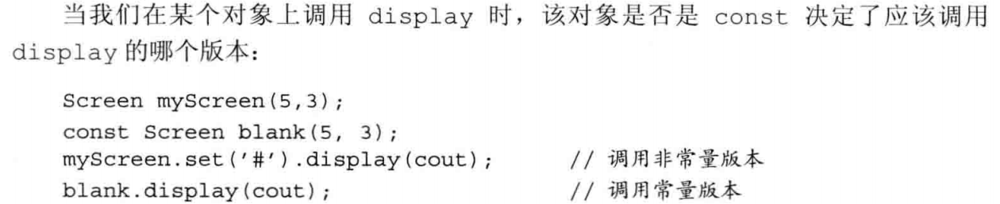 当我们在某个对象上调用 display 时，该对象是否是 const 决定了应该调用
display 的哪个版本：
Screen myScreen(5,3);
const Screen blank(5, 3);
myScreen.set('#').display(cout);        // 调用非常量版本
blank.display(cout);                    // 调用常量版本